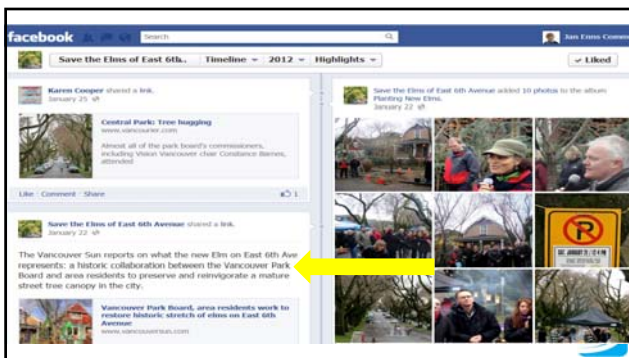 facebook
Search
Jan Enns Comm
Save the Elms of East 6th..
Timeline
2012
Highlights
Liked
Karen Cooper shared a link.
January 25
Central Park: Tree hugging
www.vancourier.com
Almost all of the park board's commissioners,
including Vision Vancouver chair Constance Barnes,
attended
Like · Comment · Share
1
Save the Elms of East 6th Avenue shared a link.
January 22
The Vancouver Sun reports on what the new Elm on East 6th Ave
represents: a historic collaboration between the Vancouver Park
Board and area residents to preserve and reinvigorate a mature
street tree canopy in the city.
Vancouver Park Board, area residents work to
restore historic stretch of elms on East 6th
Avenue
www.vancouversun.com
Save the Elms of East 6th Avenue added 10 photos to the album
Planting New Elms.
January 22
P